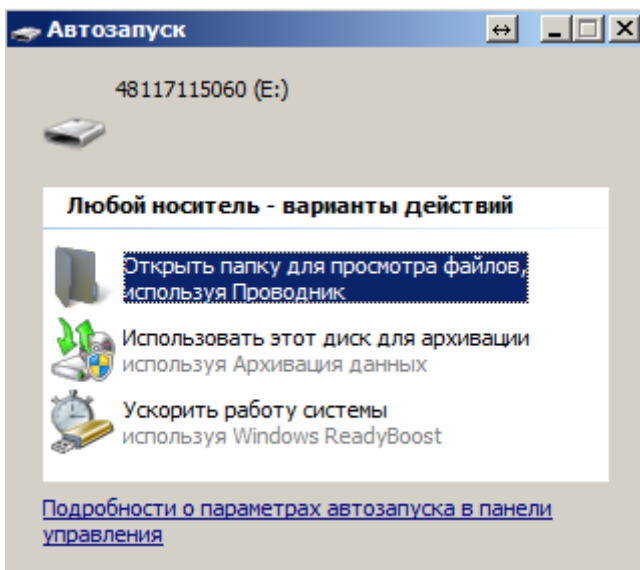 Автозапуск
48117115060 (E:)
Любой носитель - варианты действий
Открыть папку для просмотра файлов,
используя Проводник
Использовать этот диск для архивации
используя Архивация данных
Ускорить работу системы
используя Windows ReadyBoost
Подробности о параметрах автозапуска в панели
управления